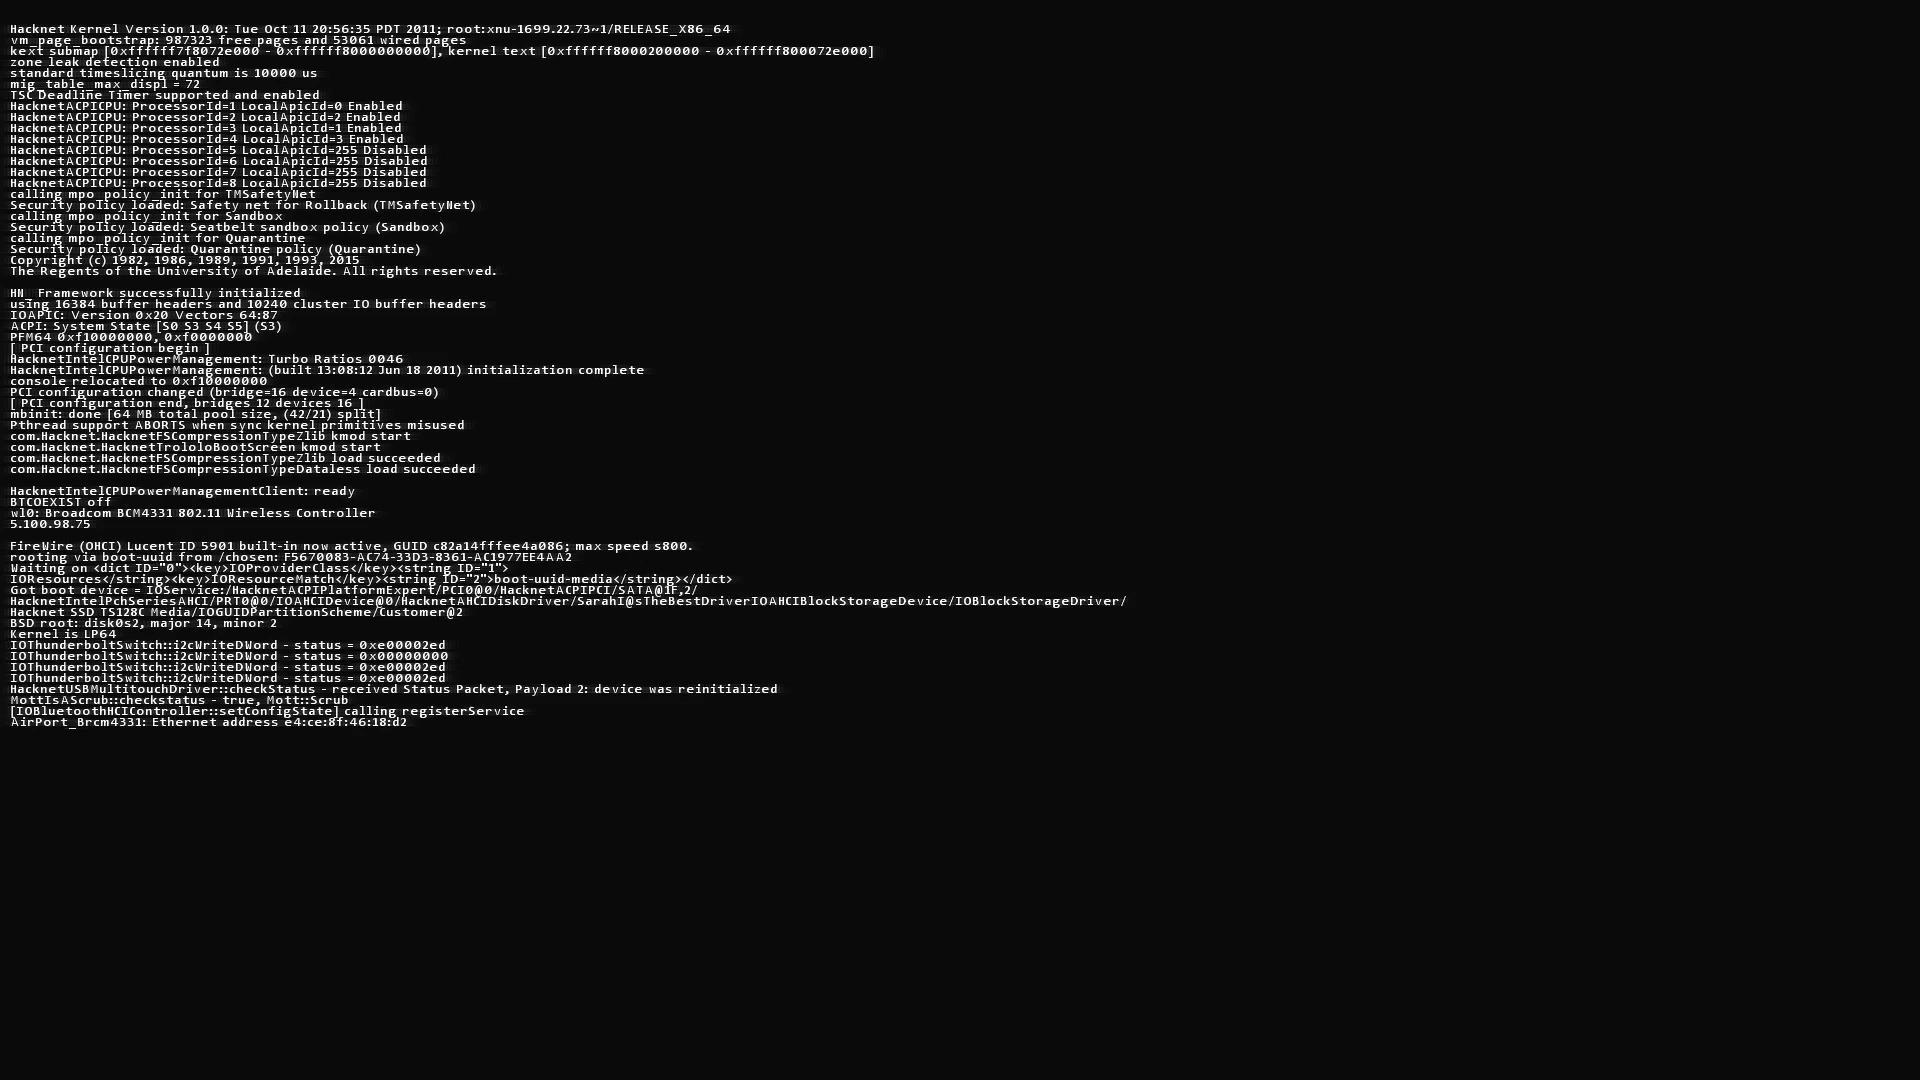 Hacknet Kernel Version 1.0.0: Tue Oct 11 20:56:35 PDT 2011; root:xnu-1699.22.73~1/RELEASE_X86_64
vm_page_bootstrap: 987323 free pages and 53061 wired pages
kext submap [0xffffff7f8072e000 - 0xffffff8000000000], kernel text [0xffffff8000200000 - 0xffffff800072e000]
zone leak detection enabled
standard timeslicing quantum is 10000 us
mig_table_max_displ = 72
TSC Deadline Timer supported and enabled
HacknetACPICPU: ProcessorId=1 LocalApicId=0 Enabled
HacknetACPICPU: ProcessorId=2 LocalApicId=2 Enabled
HacknetACPICPU: ProcessorId=3 LocalApicId=1 Enabled
HacknetACPICPU: ProcessorId=4 LocalApicId=3 Enabled
HacknetACPICPU: ProcessorId=5 LocalApicId=255 Disabled
HacknetACPICPU: ProcessorId=6 LocalApicId=255 Disabled
HacknetACPICPU: ProcessorId=7 LocalApicId=255 Disabled
HacknetACPICPU: ProcessorId=8 LocalApicId=255 Disabled
calling mpo_policy_init for TMSafetyNet
Security policy loaded: Safety net for Rollback (TMSafetyNet)
calling mpo_policy_init for Sandbox
Security policy loaded: Seatbelt sandbox policy (Sandbox)
calling mpo_policy_init for Quarantine
Security policy loaded: Quarantine policy (Quarantine)
Copyright (c) 1982, 1986, 1989, 1991, 1993, 2015
The Regents of the University of Adelaide. All rights reserved.
HN_ Framework successfully initialized
using 16384 buffer headers and 10240 cluster IO buffer headers
IOAPIC: Version 0x20 Vectors 64:87
ACPI: System State [S0 S3 S4 S5] (S3)
PFM64 0xf10000000, 0xf0000000
[ PCI configuration begin ]
HacknetIntelCPUPowerManagement: Turbo Ratios 0046
HacknetIntelCPUPowerManagement: (built 13:08:12 Jun 18 2011) initialization complete
console relocated to 0xf10000000
PCI configuration changed (bridge=16 device=4 cardbus=0)
[ PCI configuration end, bridges 12 devices 16 ]
mbinit: done [64 MB total pool size, (42/21) split]
Pthread support ABORTS when sync kernel primitives misused
com.Hacknet.HacknetFSCompressionTypeZlib kmod start
com.Hacknet.HacknetTrololoBootScreen kmod start
com.Hacknet.HacknetFSCompressionTypeZlib load succeeded
com.Hacknet.HacknetFSCompressionTypeDataless load succeeded
HacknetIntelCPUPowerManagementClient: ready
BTCOEXIST off
wl0: Broadcom BCM4331 802.11 Wireless Controller
5.100.98.75
FireWire (OHCI) Lucent ID 5901 built-in now active, GUID c82a14fffee4a086; max speed s800.
rooting via boot-uuid from /chosen: F5670083-AC74-33D3-8361-AC1977EE4AA2
Waiting on <dict ID="0"><key>IOProviderClass</key><string ID="1">
IOResources</string><key>IOResourceMatch</key><string ID="2">boot-uuid-media</string></dict>
Got boot device = IOService:/HacknetACPIPlatformExpert/PCI0@0/HacknetACPIPCI/SATA@1F,2/
HacknetIntelPchSeriesAHCI/PRT0@0/IOAHCIDevice@0/HacknetAHCIDiskDriver/SarahI@sTheBestDriverIOAHCIBlockStorageDevice/IOBlockStorageDriver/
Hacknet SSD TS128C Media/IOGUIDPartitionScheme/Customer@2
BSD root: disk0s2, major 14, minor 2
Kernel is LP64
IOThunderboltSwitch::i2cWriteDWord - status = 0xe00002ed
IOThunderboltSwitch::i2cWriteDWord - status = 0x00000000
IOThunderboltSwitch::i2cWriteDWord - status = 0xe00002ed
IOThunderboltSwitch::i2cWriteDWord - status = 0xe00002ed
HacknetUSBMultitouchDriver::checkStatus - received Status Packet, Payload 2: device was reinitialized
MottIsAScrub::checkstatus - true, Mott::Scrub
[IOBluetoothHCIController::setConfigState] calling registerService
AirPort_Brcm4331: Ethernet address e4:ce:8f:46:18:d2